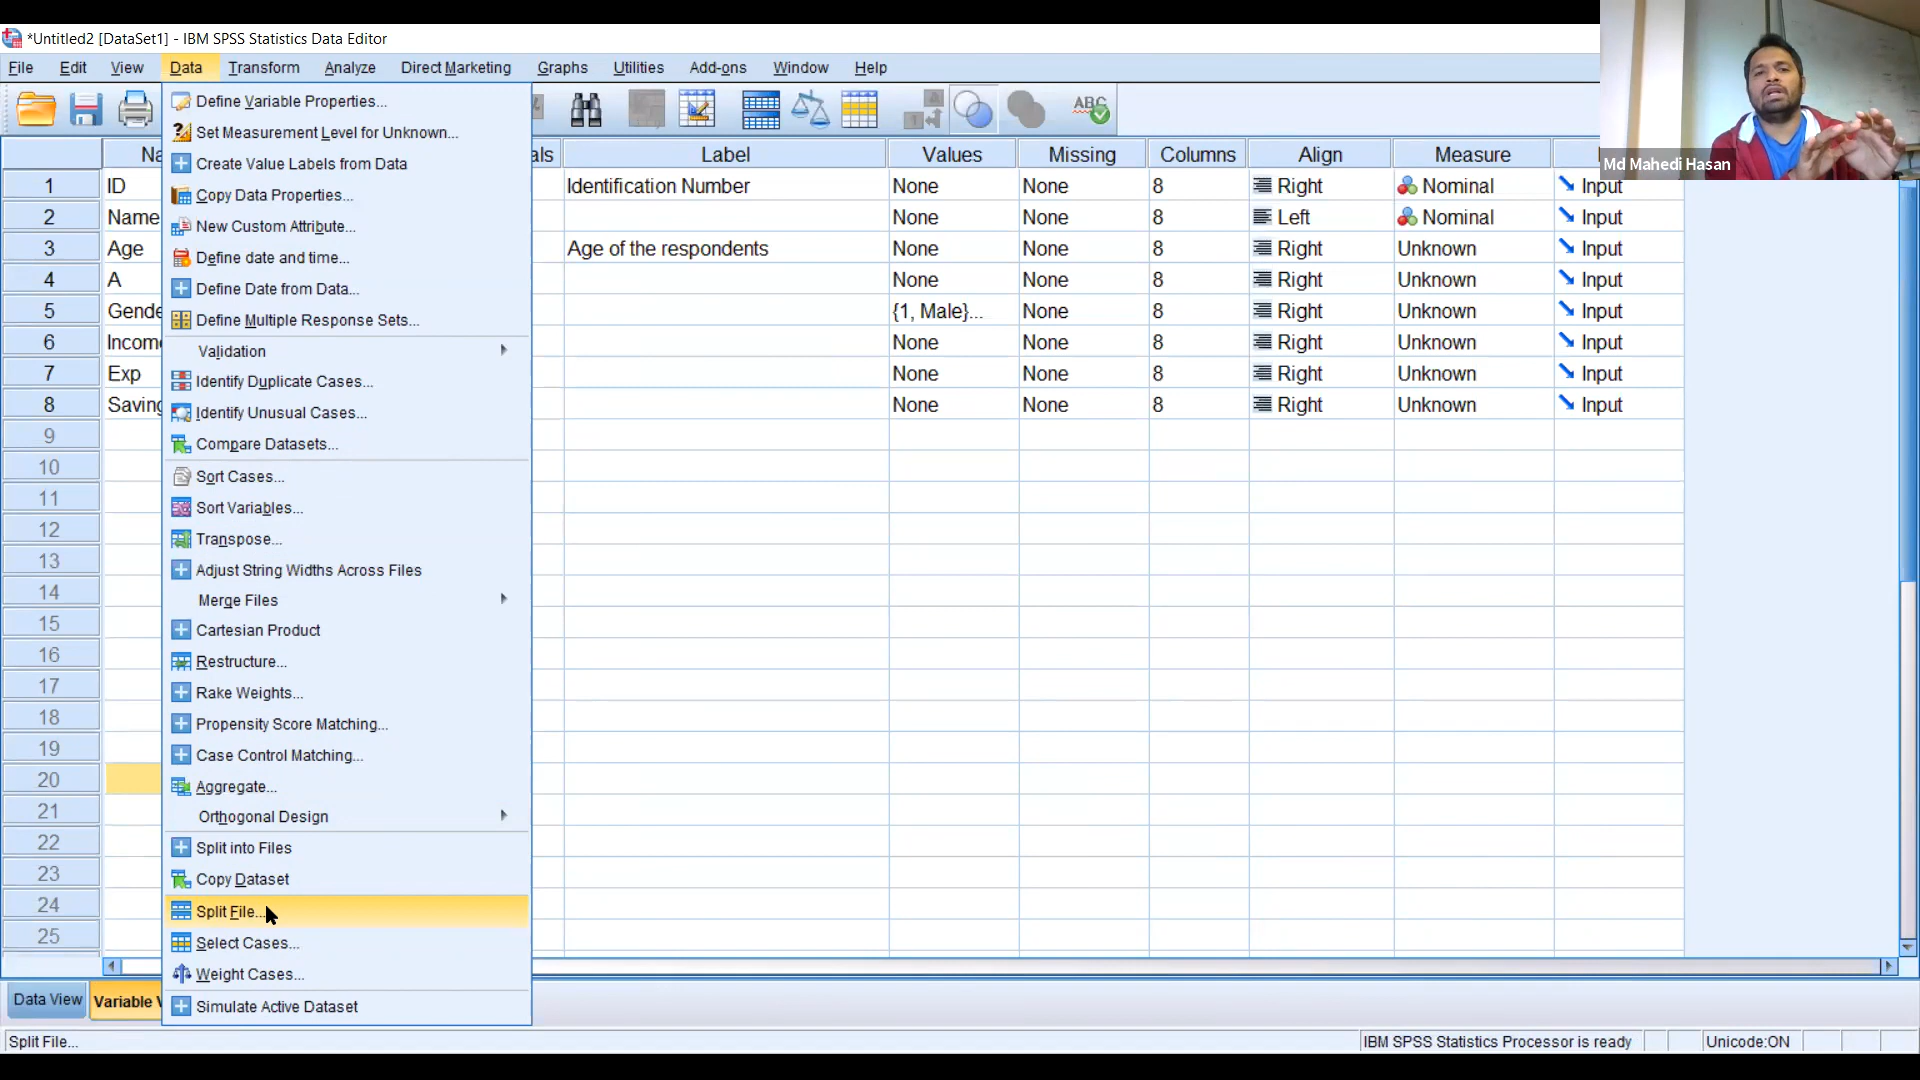 *Untitled2 [DataSet1] - IBM SPSS Statistics Data Editor
File Edit View Data Transform Analyze Direct Marketing Graphs Utilities Add-ons Window Help
ABC
Md Mahedi Hasan
Label Values Missing Columns Align Measure
1 ID Identification Number None None 8 Right Nominal Input
2 Name None None 8 Left Nominal Input
3 Age Age of the respondents None None 8 Right Unknown Input
4 A None None 8 Right Unknown Input
5 Gende {1, Male}... None 8 Right Unknown Input
6 Incom None None 8 Right Unknown Input
7 Exp None None 8 Right Unknown Input
8 Saving None None 8 Right Unknown Input
9
10
11
12
13
14
15
16
17
18
19
20
21
22
23
24
25
Define Variable Properties...
Set Measurement Level for Unknown...
Create Value Labels from Data
Copy Data Properties...
New Custom Attribute...
Define date and time...
Define Date from Data...
Define Multiple Response Sets...
Validation
Identify Duplicate Cases...
Identify Unusual Cases...
Compare Datasets...
Sort Cases...
Sort Variables...
Transpose...
Adjust String Widths Across Files
Merge Files
Cartesian Product
Restructure...
Rake Weights...
Propensity Score Matching...
Case Control Matching...
Aggregate...
Orthogonal Design
Split into Files
Copy Dataset
Split File...
Select Cases...
Weight Cases...
Simulate Active Dataset
Data View Variable V
Split File... IBM SPSS Statistics Processor is ready Unicode:ON